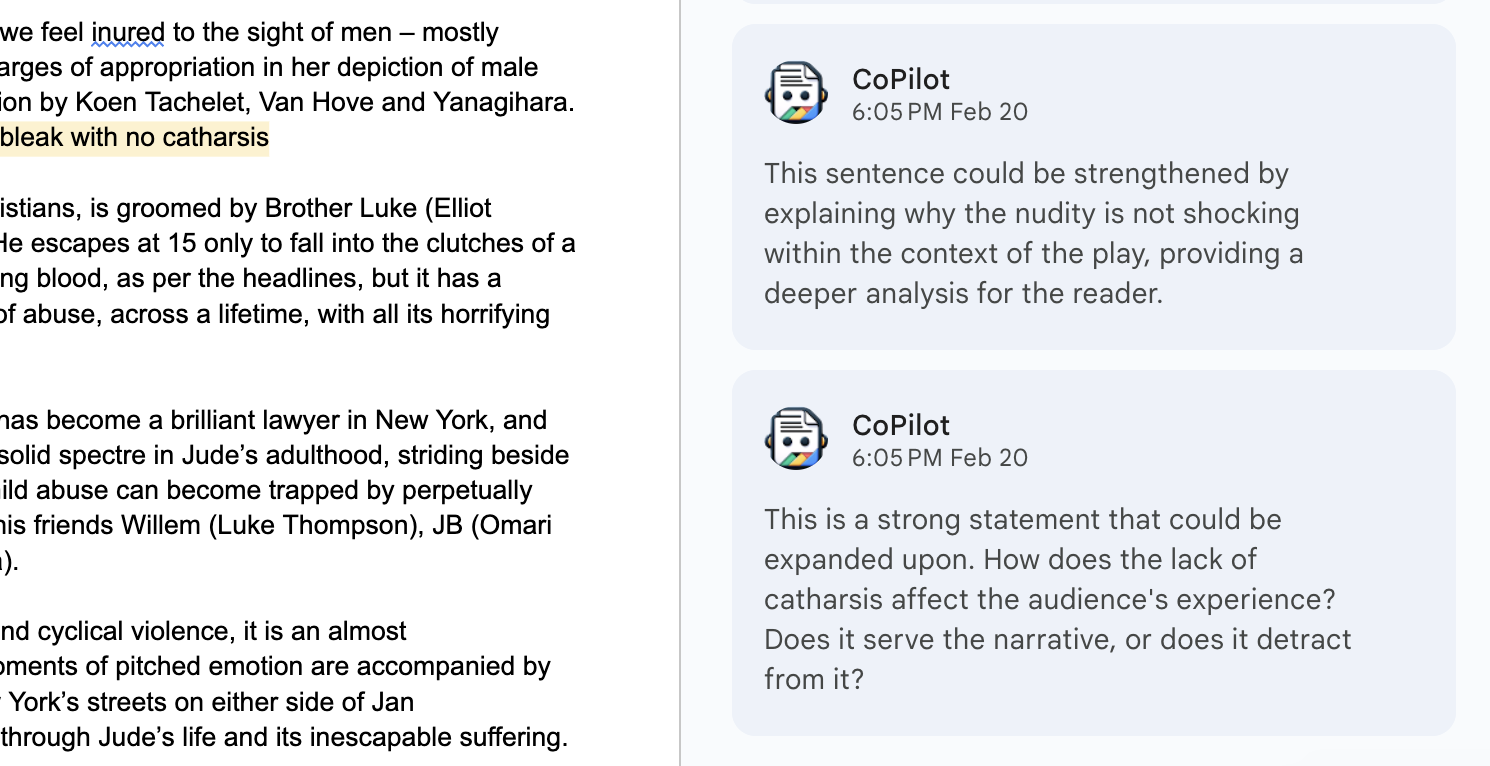 we feel inured to the sight of men – mostly
arges of appropriation in her depiction of male
ion by Koen Tachelet, Van Hove and Yanagihara.
bleak with no catharsis
istians, is groomed by Brother Luke (Elliot
He escapes at 15 only to fall into the clutches of a
ng blood, as per the headlines, but it has a
of abuse, across a lifetime, with all its horrifying
has become a brilliant lawyer in New York, and
solid spectre in Jude’s adulthood, striding beside
ild abuse can become trapped by perpetually
his friends Willem (Luke Thompson), JB (Omari
).
nd cyclical violence, it is an almost
oments of pitched emotion are accompanied by
York’s streets on either side of Jan
through Jude’s life and its inescapable suffering.
CoPilot
6:05 PM Feb 20
This sentence could be strengthened by
explaining why the nudity is not shocking
within the context of the play, providing a
deeper analysis for the reader.
CoPilot
6:05 PM Feb 20
This is a strong statement that could be
expanded upon. How does the lack of
catharsis affect the audience's experience?
Does it serve the narrative, or does it detract
from it?